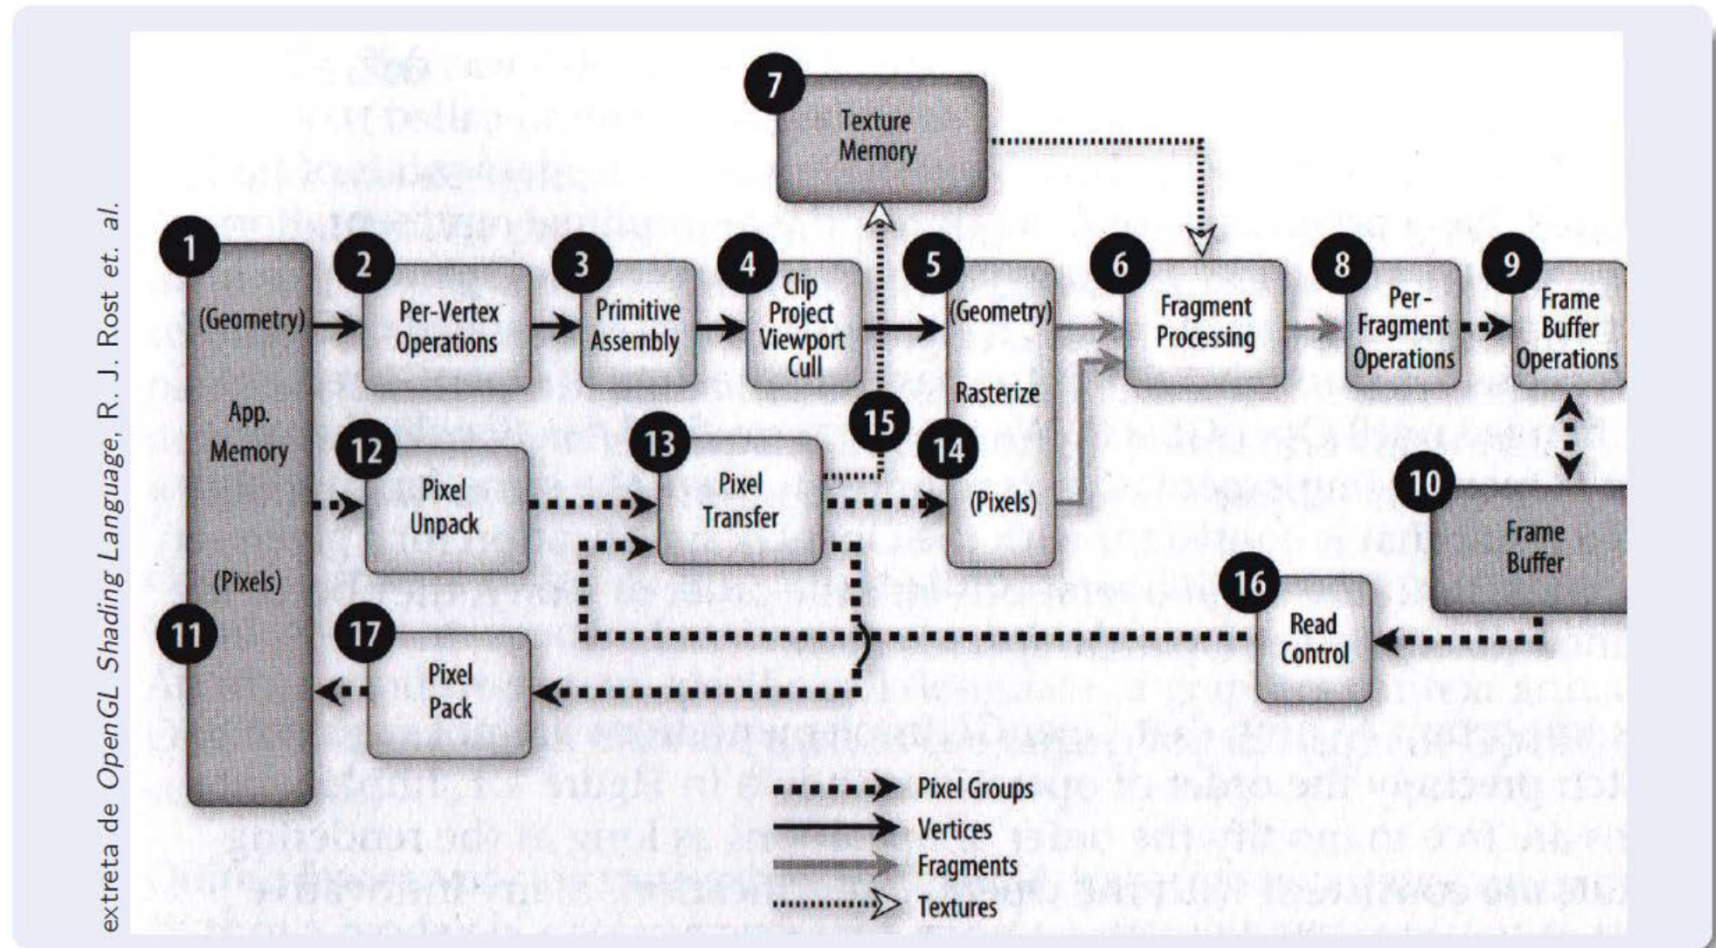 extreta de OpenGL Shading Language, R. J. Rost et. al.
7
Texture
Memory
1
(Geometry)
App.
Memory
(Pixels)
11
2
Per-Vertex
Operations
3
Primitive
Assembly
4
Clip
Project
Viewport
Cull
5
(Geometry)
Rasterize
14
(Pixels)
6
Fragment
Processing
8
Per-
Fragment
Operations
9
Frame
Buffer
Operations
12
Pixel
Unpack
13
Pixel
Transfer
15
10
Frame
Buffer
16
Read
Control
17
Pixel
Pack
Pixel Groups
Vertices
Fragments
Textures